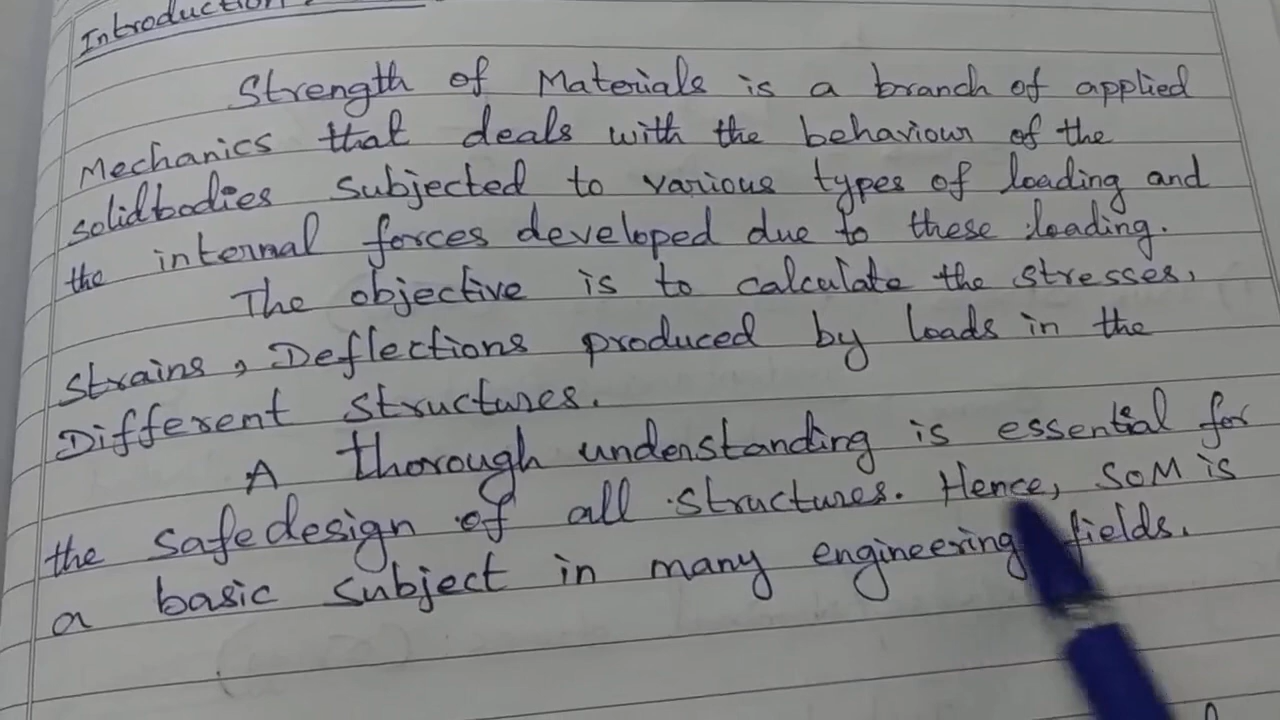 Introduction
Strength of Materials is a branch of applied
Mechanics that deals with the behaviour of the
solidbodies subjected to various types of loading and
the internal forces developed due to these loading.
The objective is to calculate the stresses,
Strains, Deflections produced by loads in the
Different structures.
A thorough understanding is essential for
the safedesign of all structures. Hence, SOM is
a basic subject in many engineering fields.